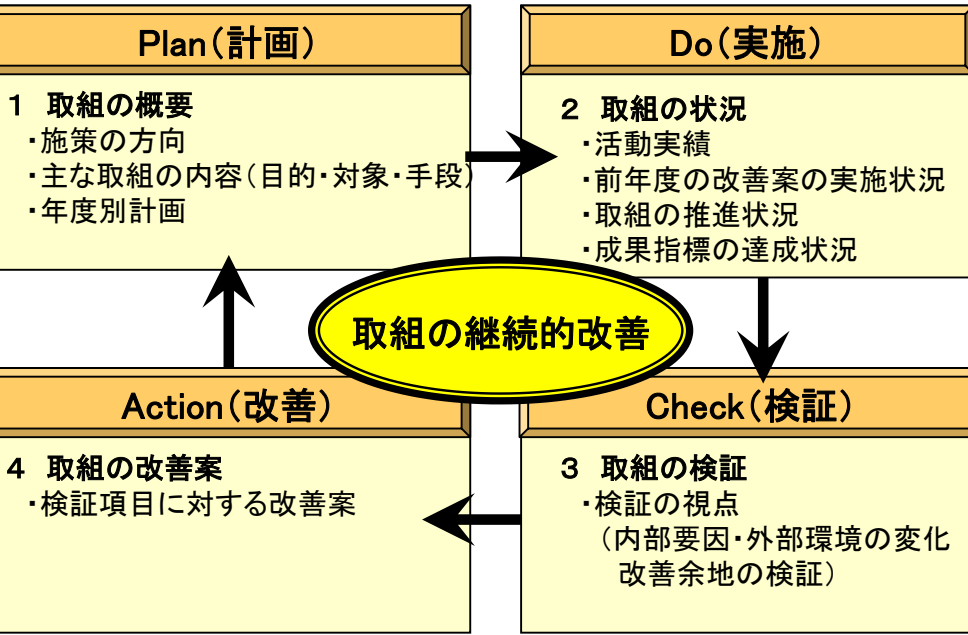 Plan（計画）
1　取組の概要
・施策の方向
・主な取組の内容（目的・対象・手段）
・年度別計画
Do（実施）
2　取組の状況
・活動実績
・前年度の改善案の実施状況
・取組の推進状況
・成果指標の達成状況
取組の継続的改善
Action（改善）
4　取組の改善案
・検証項目に対する改善案
Check（検証）
3　取組の検証
・検証の視点
（内部要因・外部環境の変化
改善余地の検証）